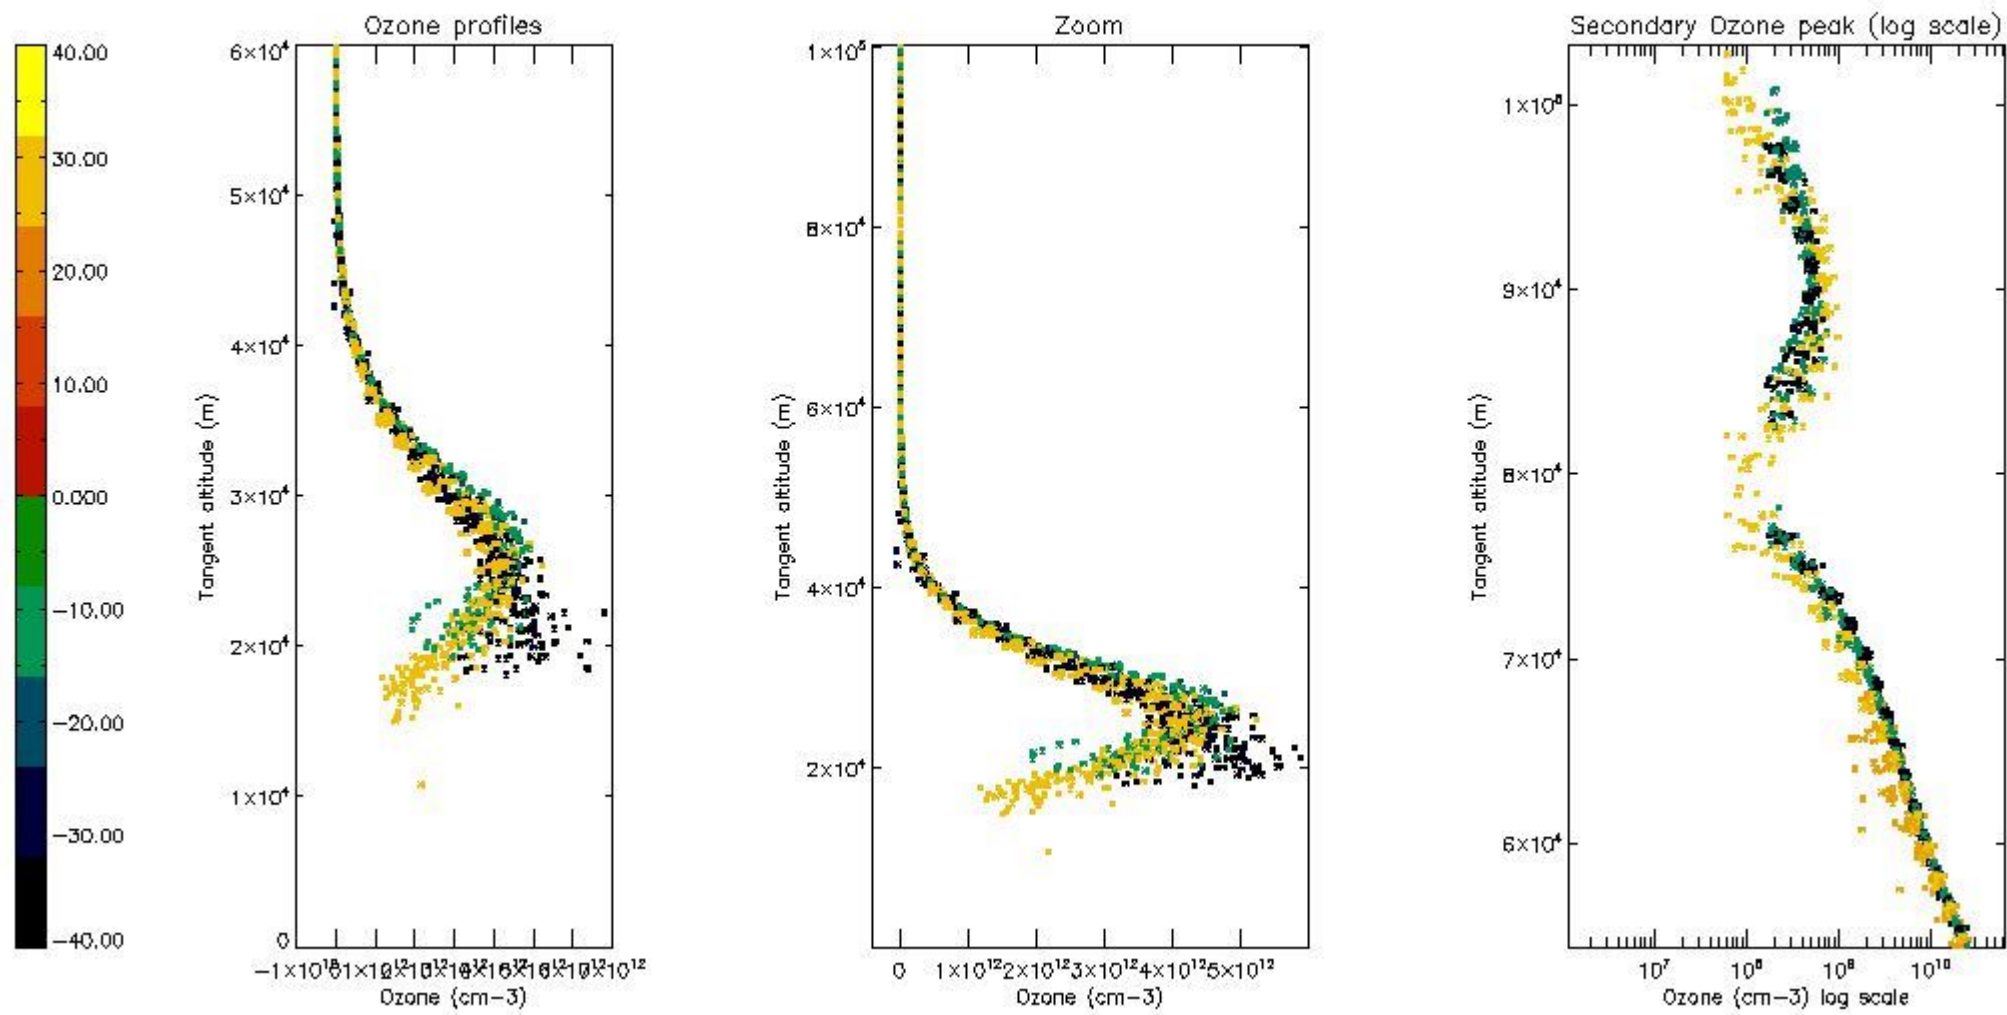 Ozone profiles
Zoom
Secondary Ozone peak (log scale)
40.00
30.00
20.00
10.00
0.000
-10.00
-20.00
-30.00
-40.00
6×10⁴
5×10⁴
4×10⁴
3×10⁴
2×10⁴
1×10⁴
0
Tangent altitude (m)
Ozone (cm-3)
1×10⁵
8×10⁴
6×10⁴
4×10⁴
2×10⁴
Tangent altitude (m)
0 1×10¹² 2×10¹² 3×10¹² 4×10¹² 5×10¹²
Ozone (cm-3)
9×10⁴
8×10⁴
7×10⁴
6×10⁴
Tangent altitude (m)
10⁷ 10⁸ 10⁹ 10¹⁰
Ozone (cm-3) log scale